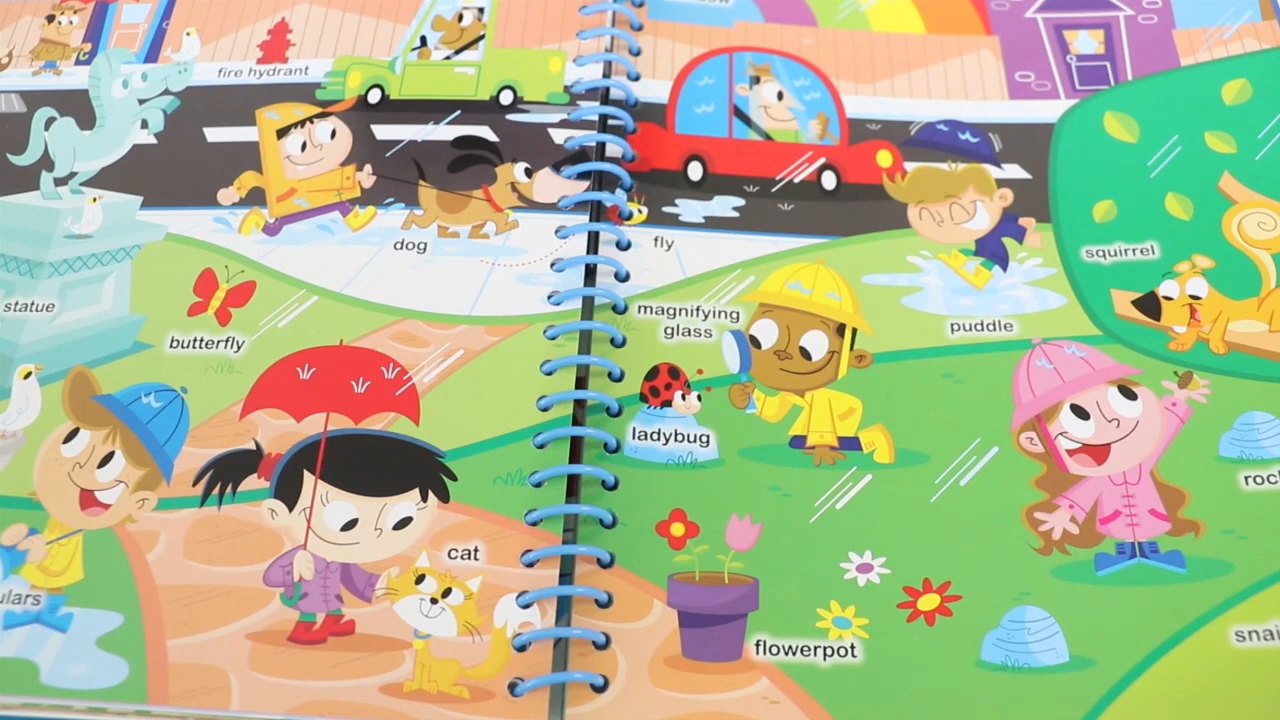 fire hydrant
dog
fly
squirrel
statue
butterfly
magnifying
glass
puddle
ladybug
cat
flowerpot